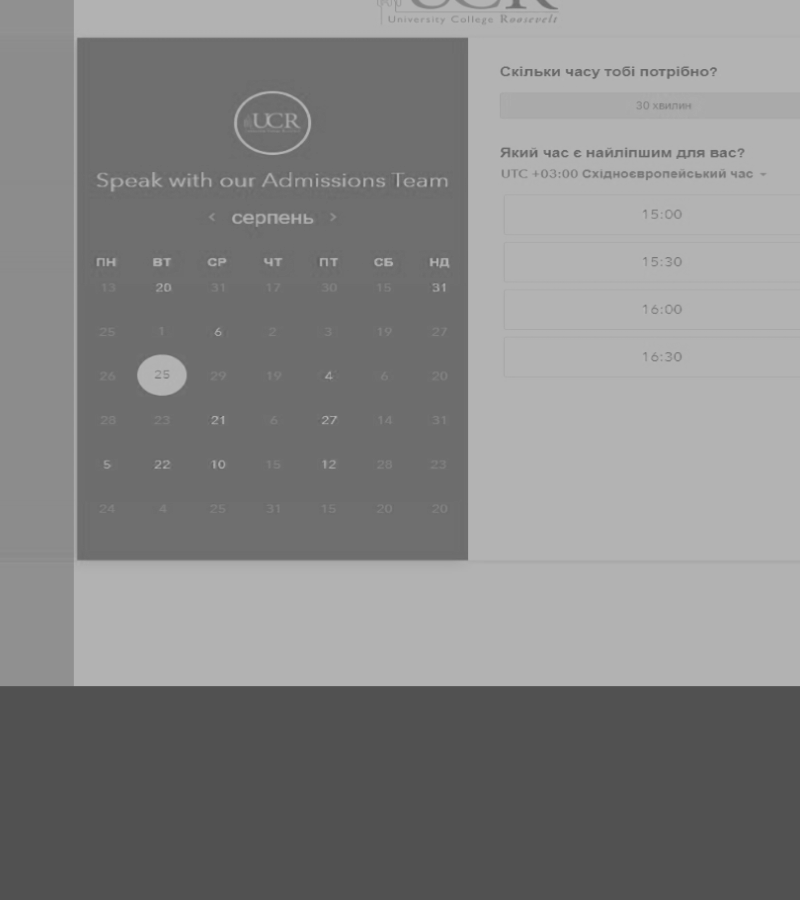 UCR
University College Roosevelt
UCR
Speak with our Admissions Team
< серпень >
ПН ВТ СР ЧТ ПТ СБ НД
13 20 31 17 30 15 31
25 1 6 2 3 19 27
26 25 29 19 4 6 20
28 23 21 6 27 14 31
5 22 10 15 12 28 23
24 4 25 31 15 20 20
Скільки часу тобі потрібно?
30 хвилин
Який час є найліпшим для вас?
UTC +03:00 Східноєвропейський час
15:00
15:30
16:00
16:30